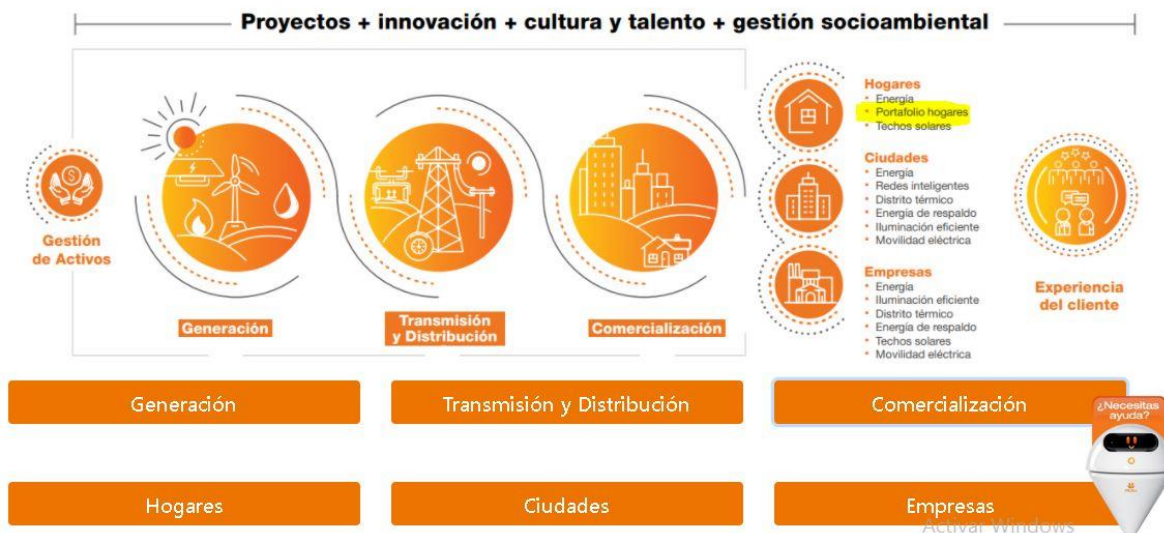 Proyectos + innovación + cultura y talento + gestión socioambiental
Gestión
de Activos
Generación
Transmisión
y Distribución
Comercialización
Hogares
• Energía
• Portafolio hogares
• Techos solares
Ciudades
• Energía
• Redes inteligentes
• Distrito térmico
• Energía de respaldo
• Iluminación eficiente
• Movilidad eléctrica
Empresas
• Energía
• Iluminación eficiente
• Distrito térmico
• Energía de respaldo
• Techos solares
• Movilidad eléctrica
Experiencia
del cliente
Generación
Transmisión y Distribución
Comercialización
¿Necesitas
ayuda?
Hogares
Ciudades
Empresas
Activar Windows